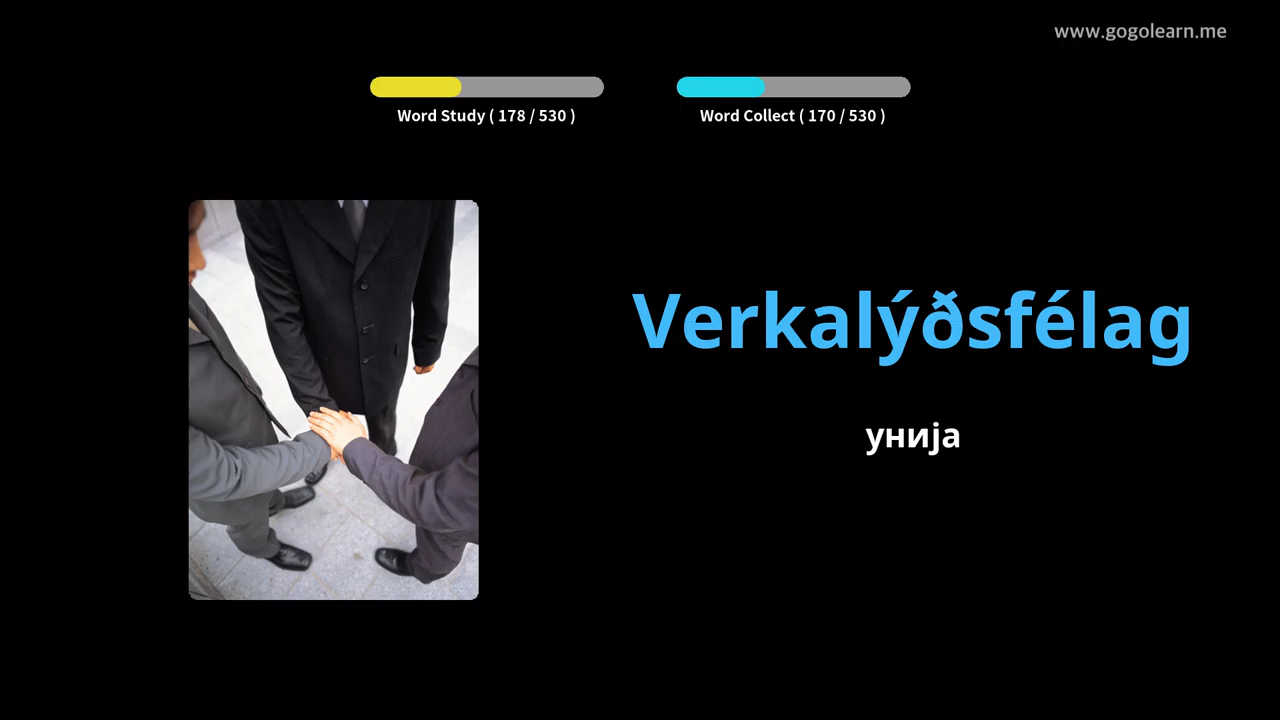 www.gogolearn.me
Word Study ( 178 / 530 )
Word Collect ( 170 / 530 )
Verkalýðsfélag
унија